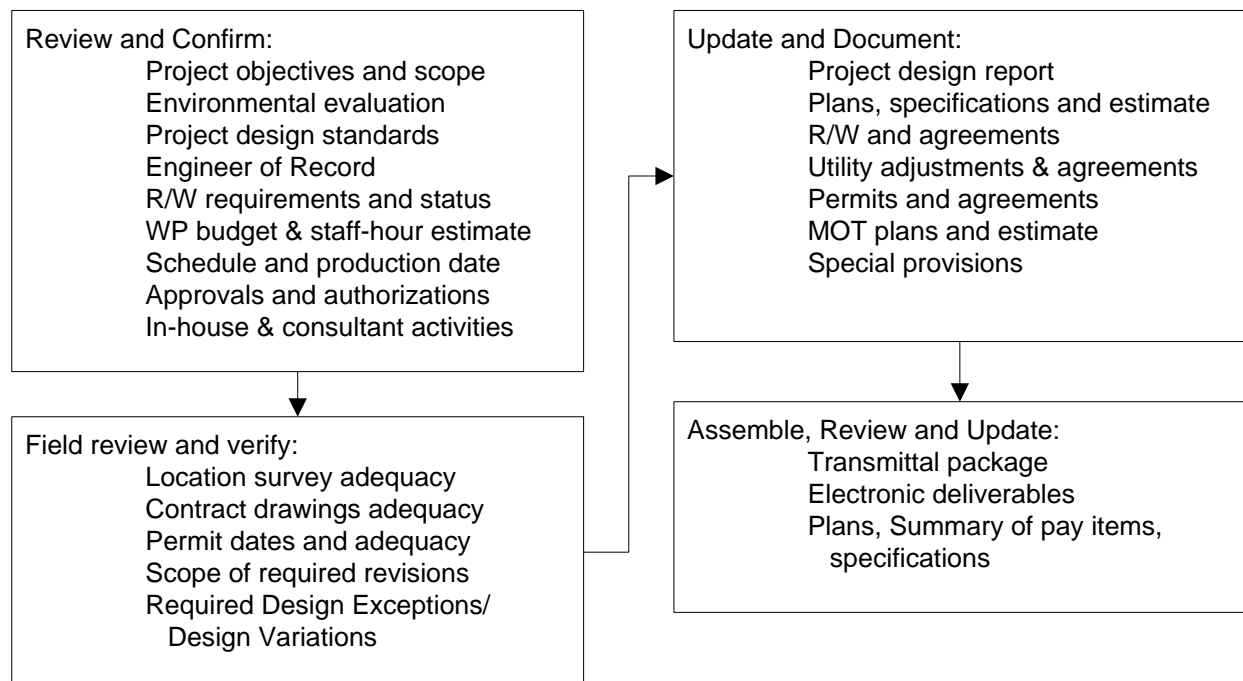 Review and Confirm:
Project objectives and scope
Environmental evaluation
Project design standards
Engineer of Record
R/W requirements and status
WP budget & staff-hour estimate
Schedule and production date
Approvals and authorizations
In-house & consultant activities
Field review and verify:
Location survey adequacy
Contract drawings adequacy
Permit dates and adequacy
Scope of required revisions
Required Design Exceptions/
Design Variations
Update and Document:
Project design report
Plans, specifications and estimate
R/W and agreements
Utility adjustments & agreements
Permits and agreements
MOT plans and estimate
Special provisions
Assemble, Review and Update:
Transmittal package
Electronic deliverables
Plans, Summary of pay items,
specifications